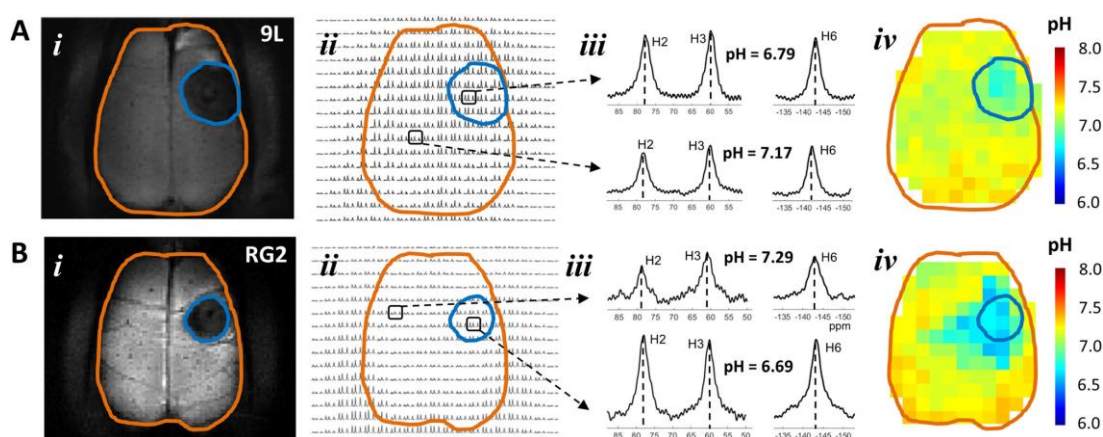 A
i
9L
ii
iii
H2
H3
pH = 6.79
H6
85 80 75 70 65 60 55
-135 -140 -145 -150
H2
H3
pH = 7.17
H6
85 80 75 70 65 60 55
-135 -140 -145 -150
iv
pH
8.0
7.5
7.0
6.5
6.0
B
i
RG2
ii
iii
H2
H3
pH = 7.29
H6
80 75 70 65 60 55 50
-135 -140 -145 -150
ppm
H2
H3
pH = 6.69
H6
80 75 70 65 60 55 50
-135 -140 -145 -150
iv
pH
8.0
7.5
7.0
6.5
6.0